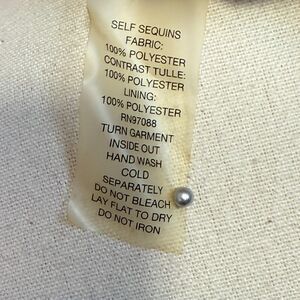 SELF SEQUINS
FABRIC:
100% POLYESTER
CONTRAST TULLE:
100% POLYESTER
LINING:
100% POLYESTER
RN97088
TURN GARMENT
INSIDE OUT
HAND WASH
COLD
SEPARATELY
DO NOT BLEACH
LAY FLAT TO DRY
DO NOT IRON